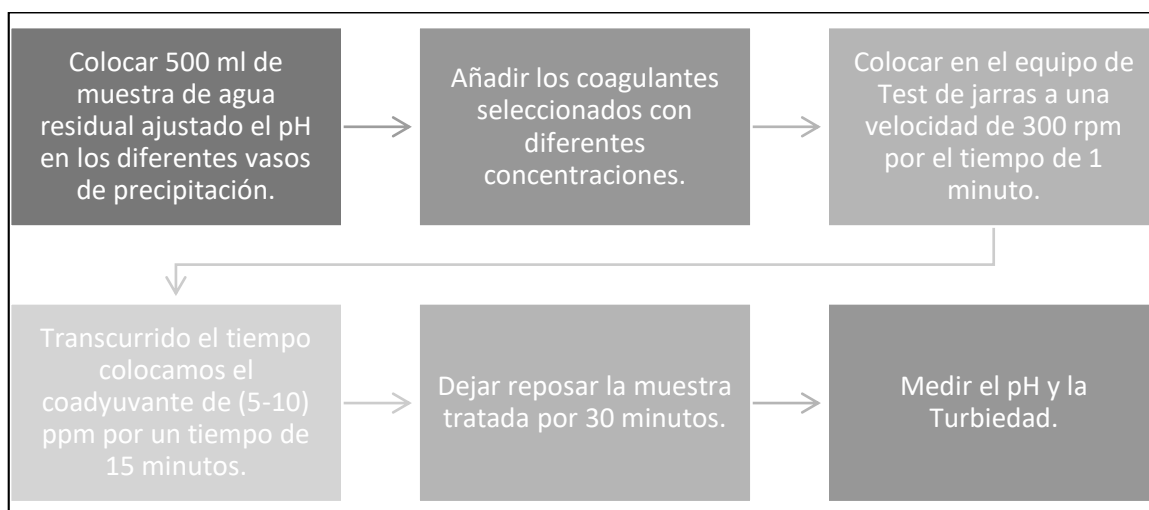 Colocar 500 ml de
muestra de agua
residual ajustado el pH
en los diferentes vasos
de precipitación.
Añadir los coagulantes
seleccionados con
diferentes
concentraciones.
Colocar en el equipo de
Test de jarras a una
velocidad de 300 rpm
por el tiempo de 1
minuto.
Transcurrido el tiempo
colocamos el
coadyuvante de (5-10)
ppm por un tiempo de
15 minutos.
Dejar reposar la muestra
tratada por 30 minutos.
Medir el pH y la
Turbiedad.